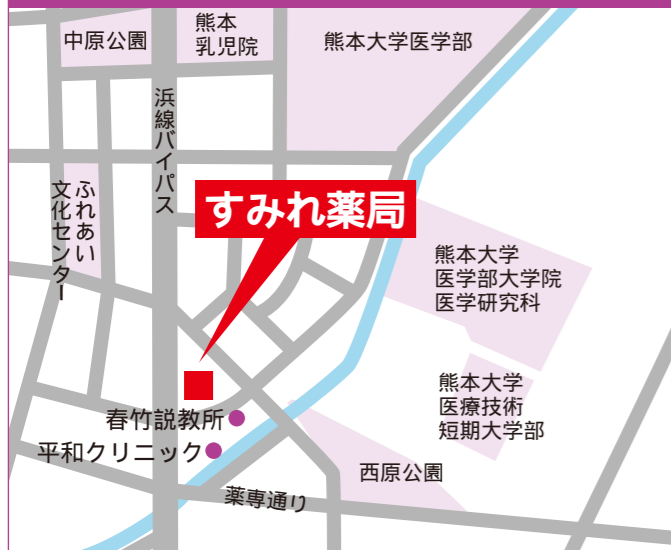 中原公園
熊本
乳児院
熊本大学医学部
浜線バイパス
ふれあい
文化センター
すみれ薬局
熊本大学
医学部大学院
医学研究科
熊本大学
医療技術
短期大学部
春竹説教所
平和クリニック
西原公園
薬専通り